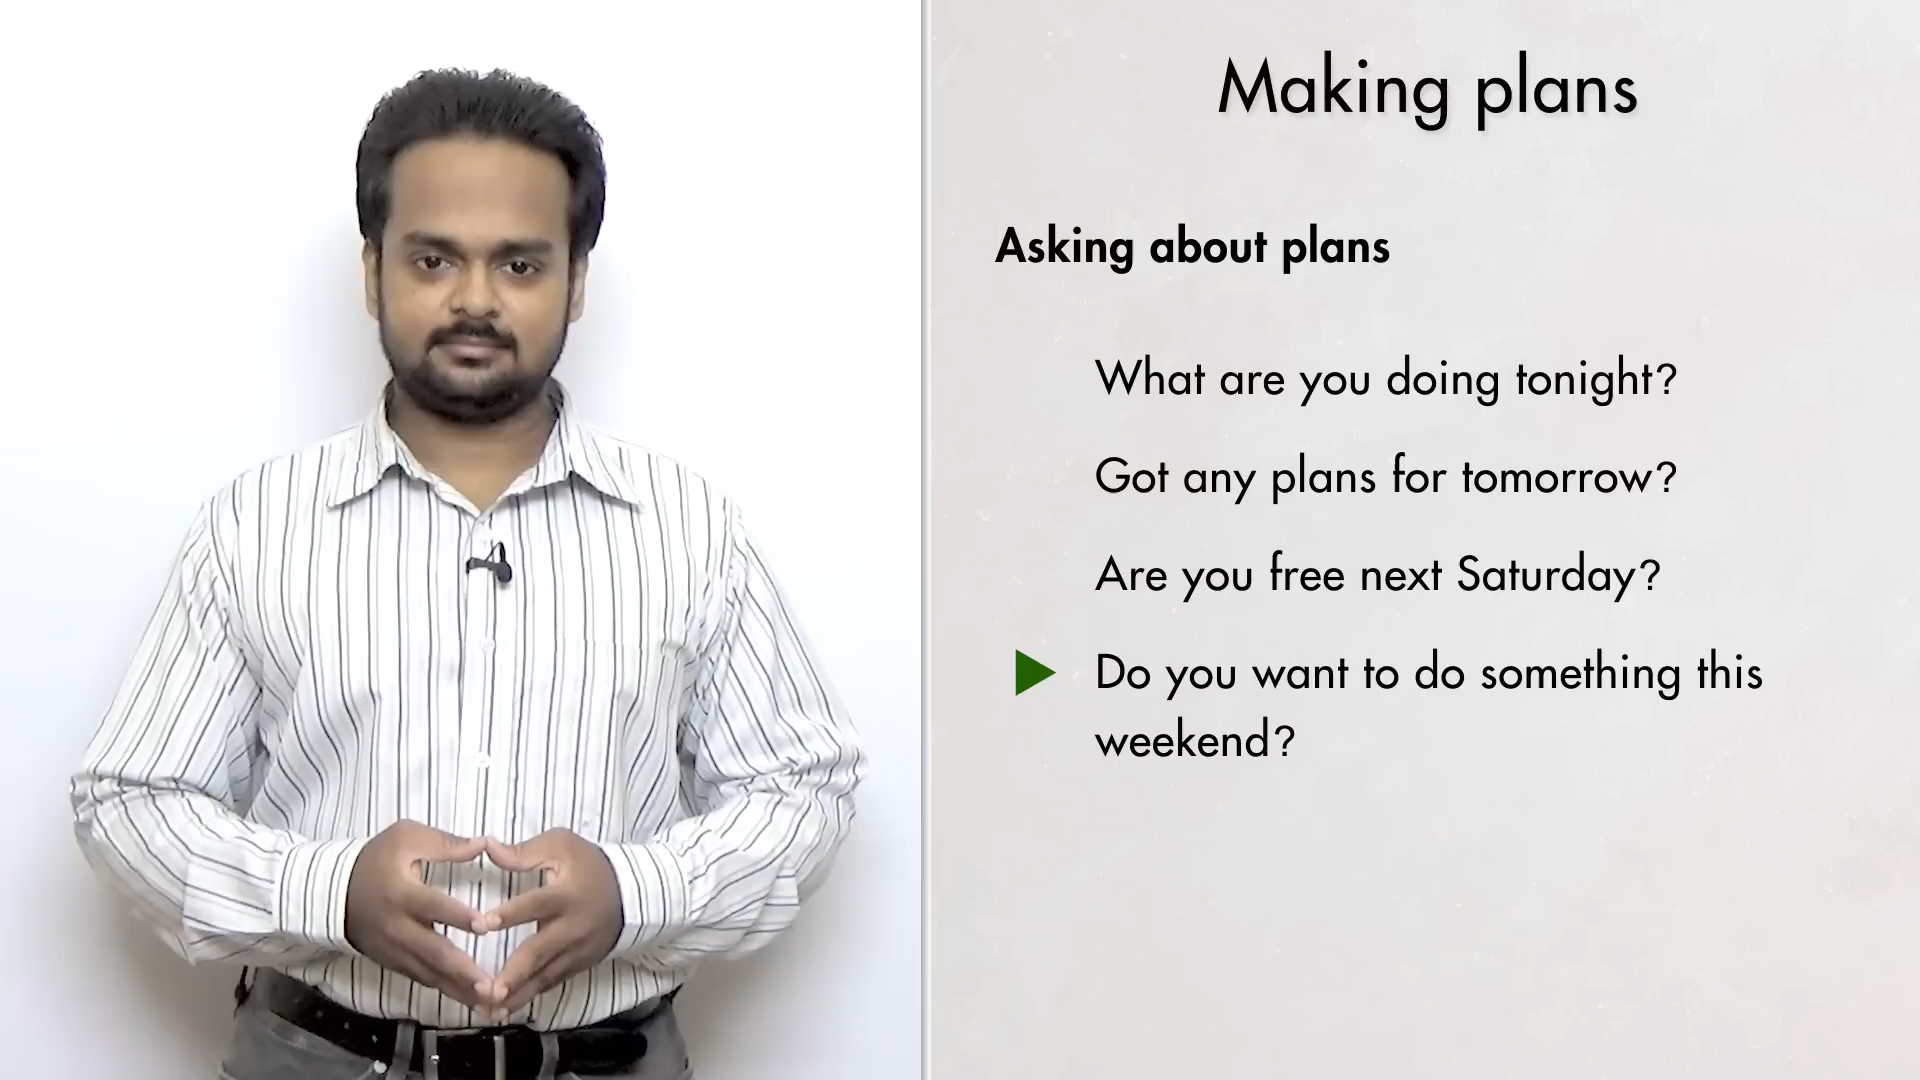 Making plans
Asking about plans
What are you doing tonight?
Got any plans for tomorrow?
Are you free next Saturday?
Do you want to do something this
weekend?